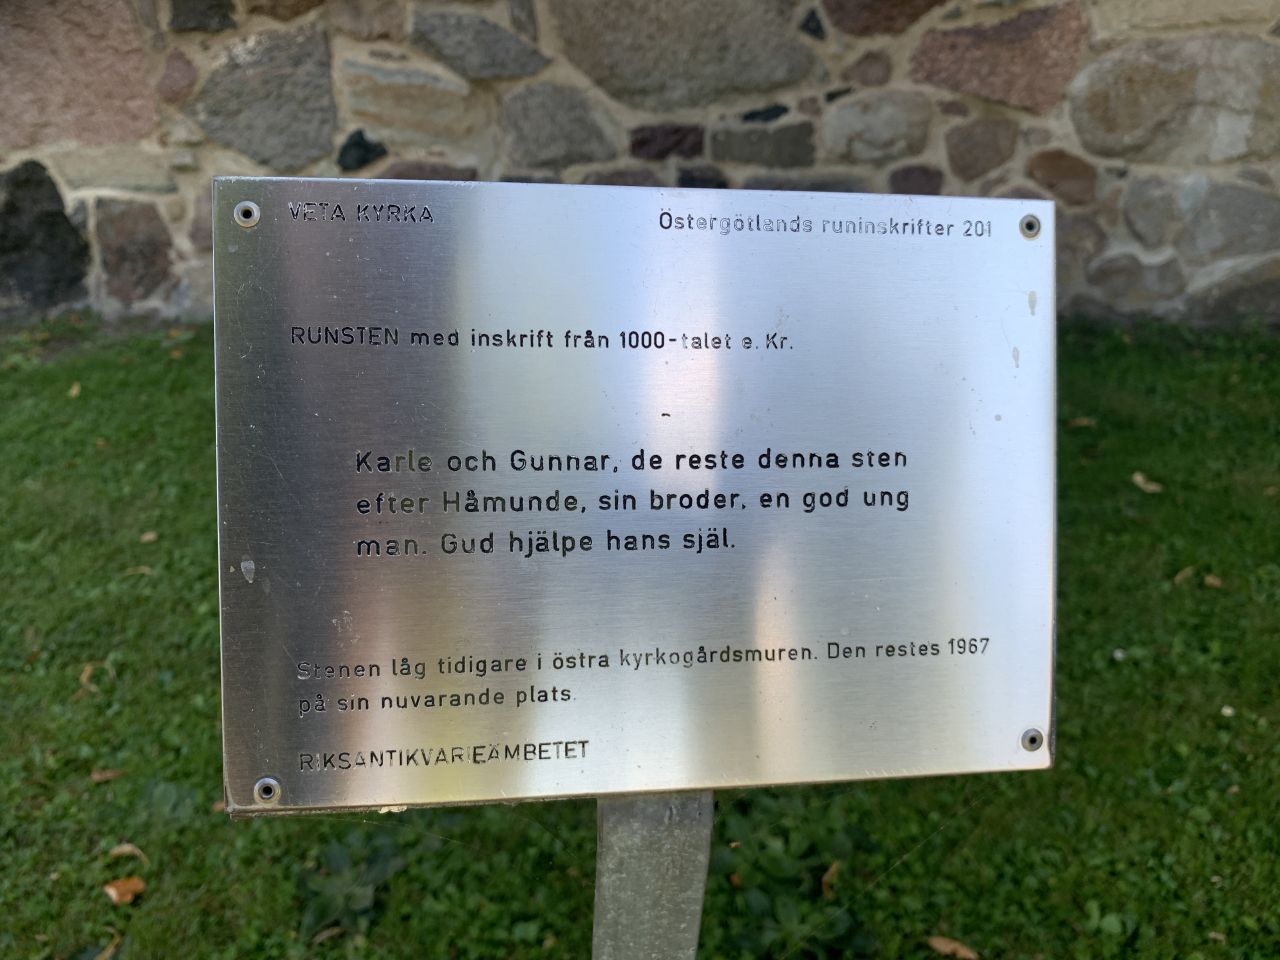 VETA KYRKA
Östergötlands runinskrifter 201
RUNSTEN med inskrift från 1000-talet e. Kr.
Karle och Gunnar, de reste denna sten
efter Håmunde, sin broder, en god ung
man. Gud hjälpe hans själ.
Stenen låg tidigare i östra kyrkogårdsmuren. Den restes 1967
på sin nuvarande plats.
RIKSANTIKVARIEÄMBETET